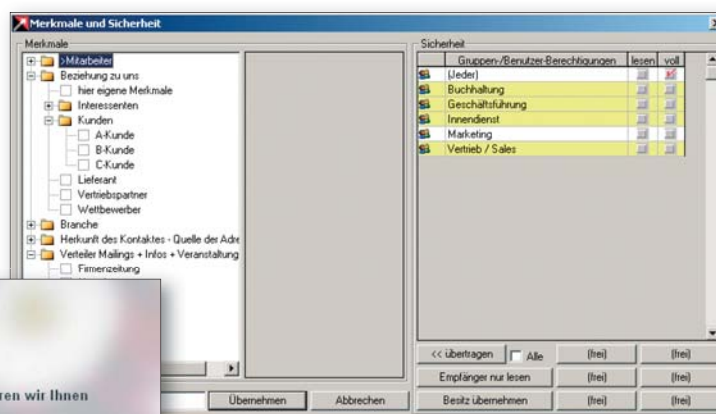 Merkmale und Sicherheit
Merkmale
>Mitarbeiter
Beziehung zu uns
hier eigene Merkmale
Interessenten
Kunden
A-Kunde
B-Kunde
C-Kunde
Lieferant
Vertriebspartner
Wettbewerber
Branche
Herkunft des Kontaktes - Quelle der Adre
Verteiler Mailings + Infos + Veranstaltung
Firmenzeitung
Sicherheit
Gruppen-/Benutzer-Berechtigungen lesen voll
(Jeder)
Buchhaltung
Geschäftsführung
Innendienst
Marketing
Vertrieb / Sales
<< übertragen Alle (frei) (frei)
Empfänger nur lesen (frei) (frei)
Besitz übernehmen (frei) (frei)
Übernehmen Abbrechen
ren wir Ihnen